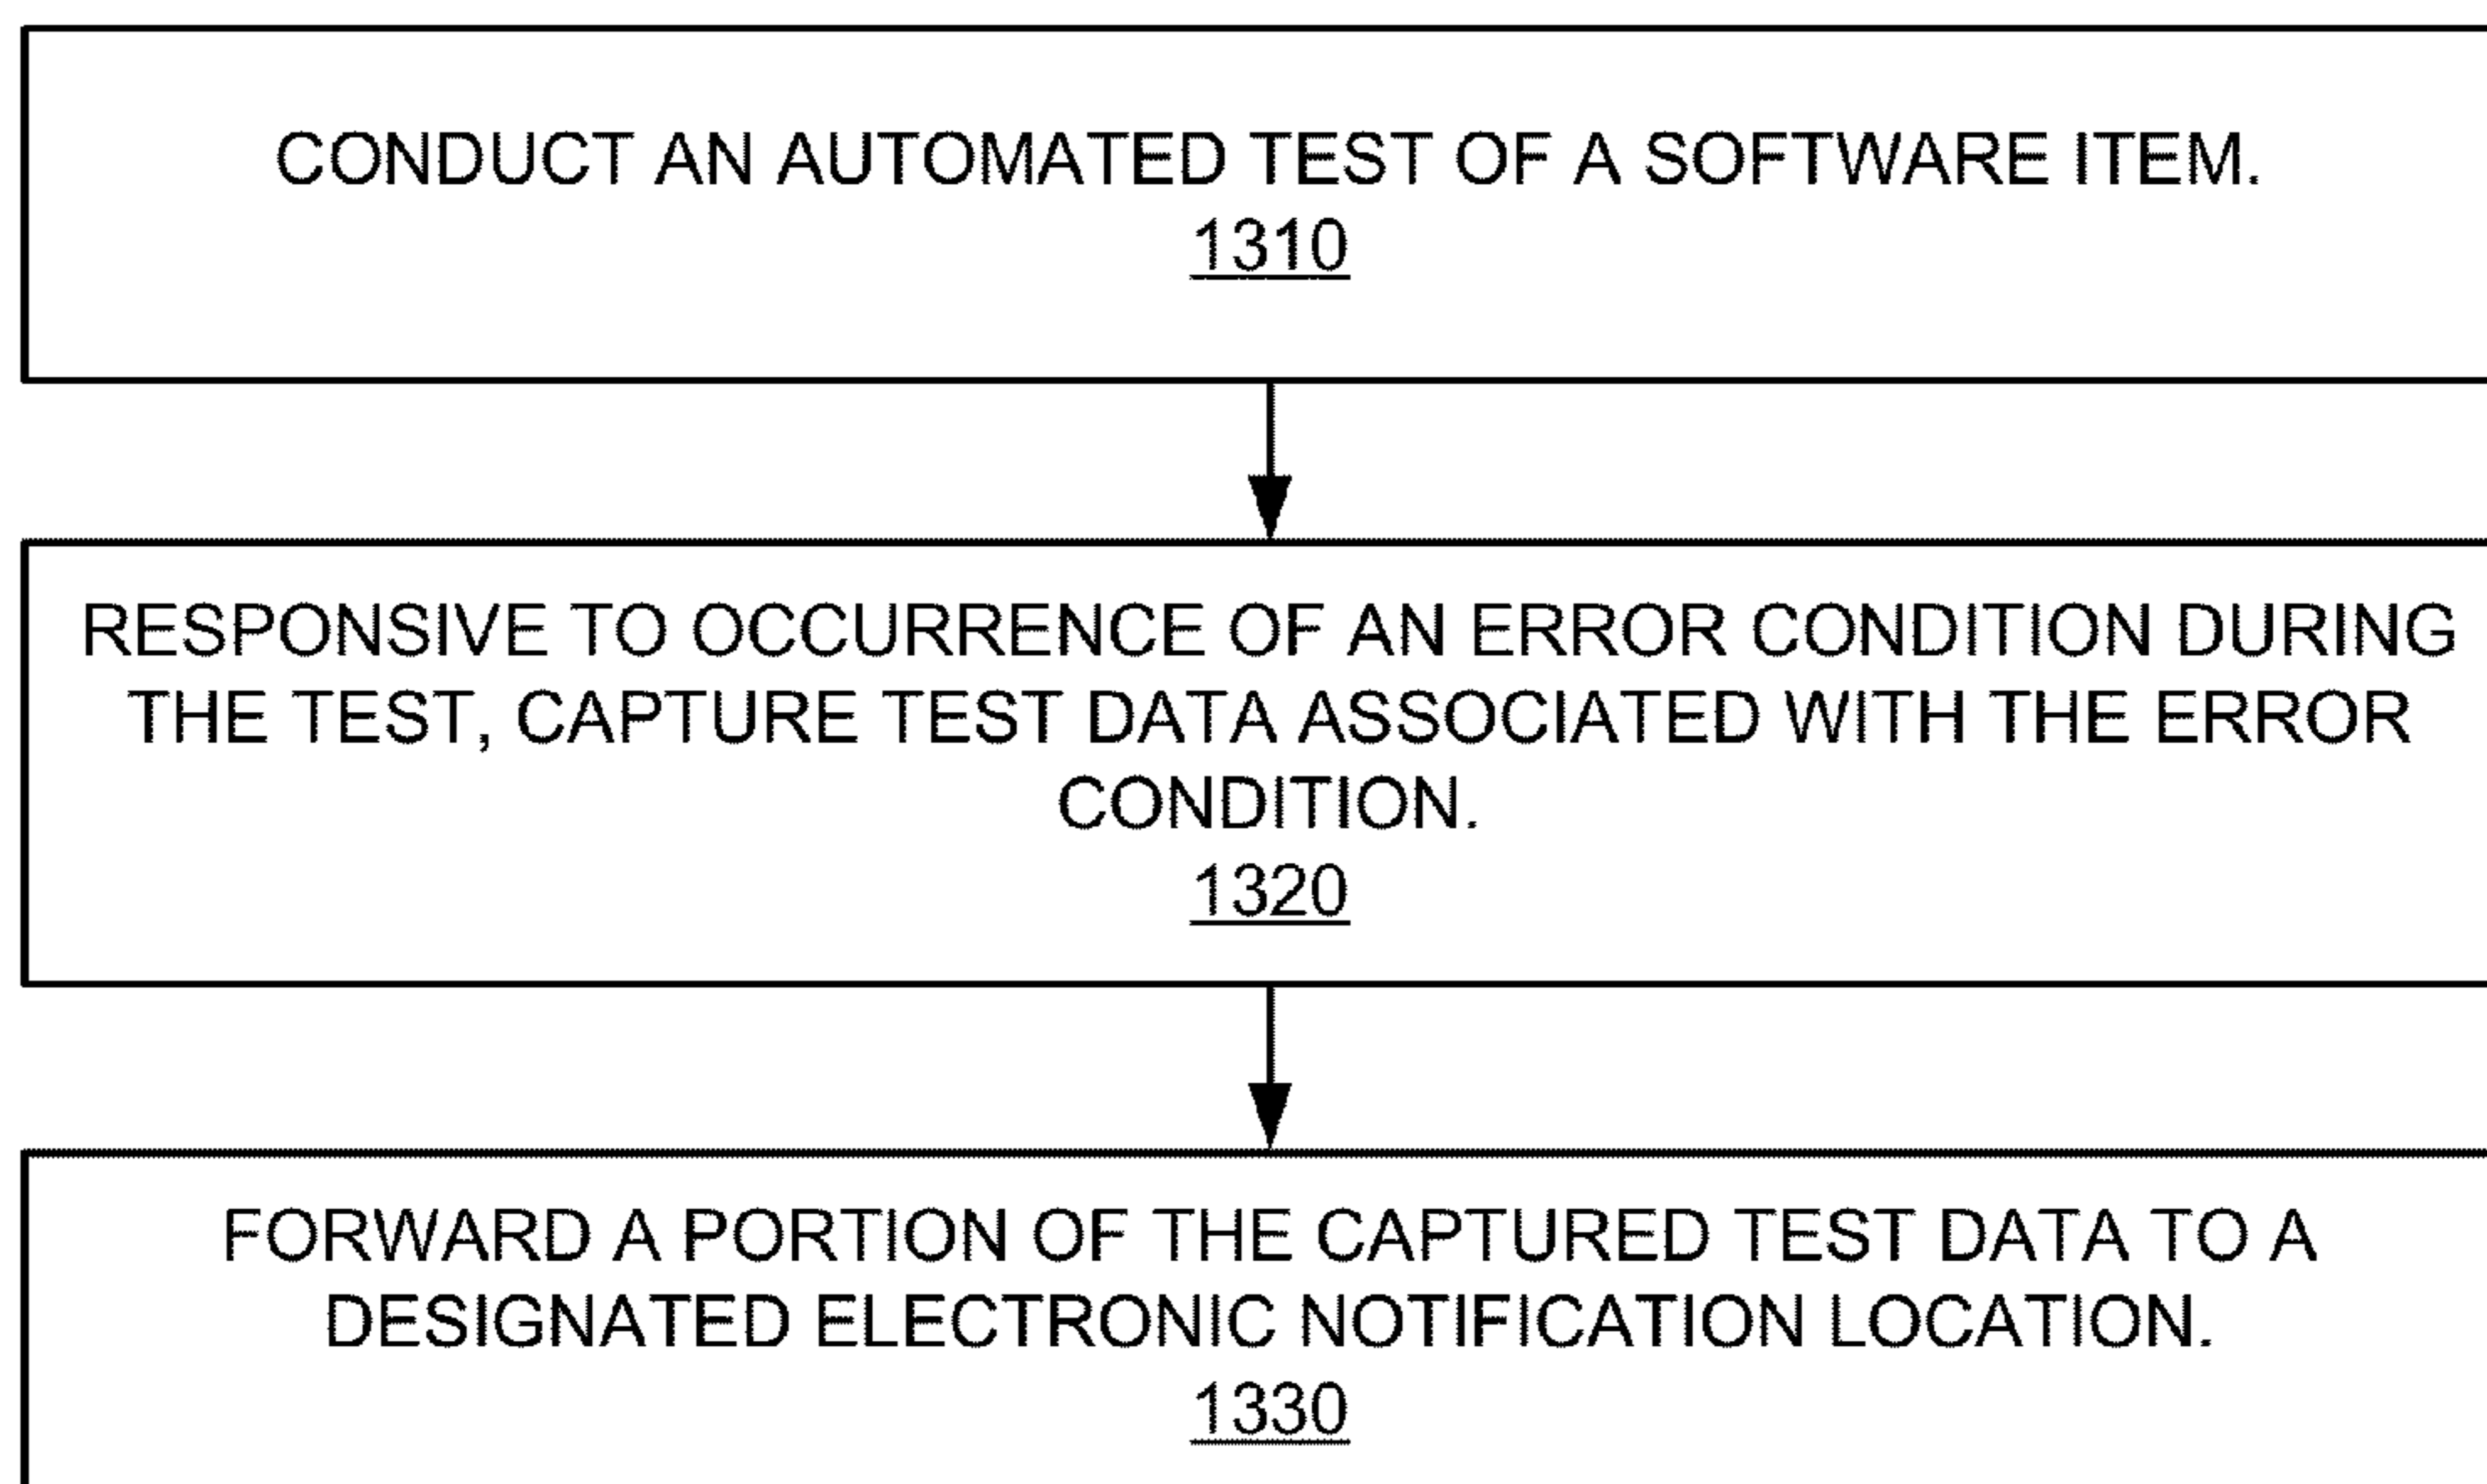 CONDUCT AN AUTOMATED TEST OF A SOFTWARE ITEM.
1310
RESPONSIVE TO OCCURRENCE OF AN ERROR CONDITION DURING
THE TEST, CAPTURE TEST DATA ASSOCIATED WITH THE ERROR
CONDITION.
1320
FORWARD A PORTION OF THE CAPTURED TEST DATA TO A
DESIGNATED ELECTRONIC NOTIFICATION LOCATION.
1330